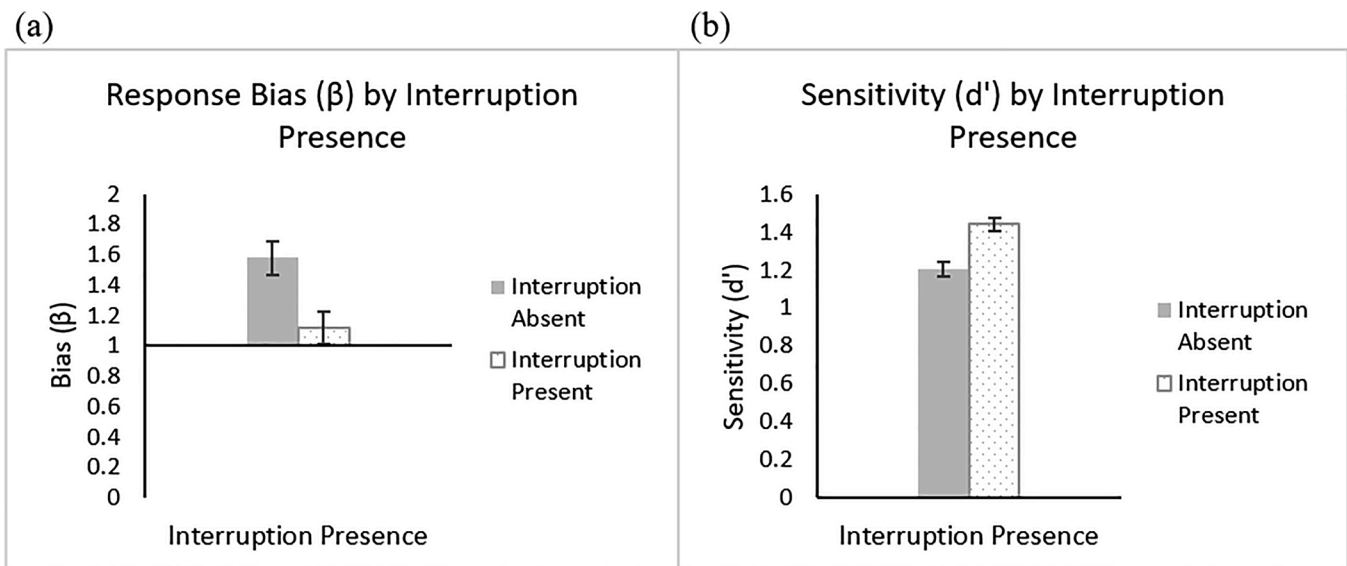 (a)
Response Bias (β) by Interruption
Presence
2
1.8
1.6
1.4
1.2
1
0.8
0.6
0.4
0.2
0
Bias (β)
Interruption Presence
Interruption
Absent
Interruption
Present
(b)
Sensitivity (d') by Interruption
Presence
1.6
1.4
1.2
1
0.8
0.6
0.4
0.2
0
Sensitivity (d')
Interruption Presence
Interruption
Absent
Interruption
Present